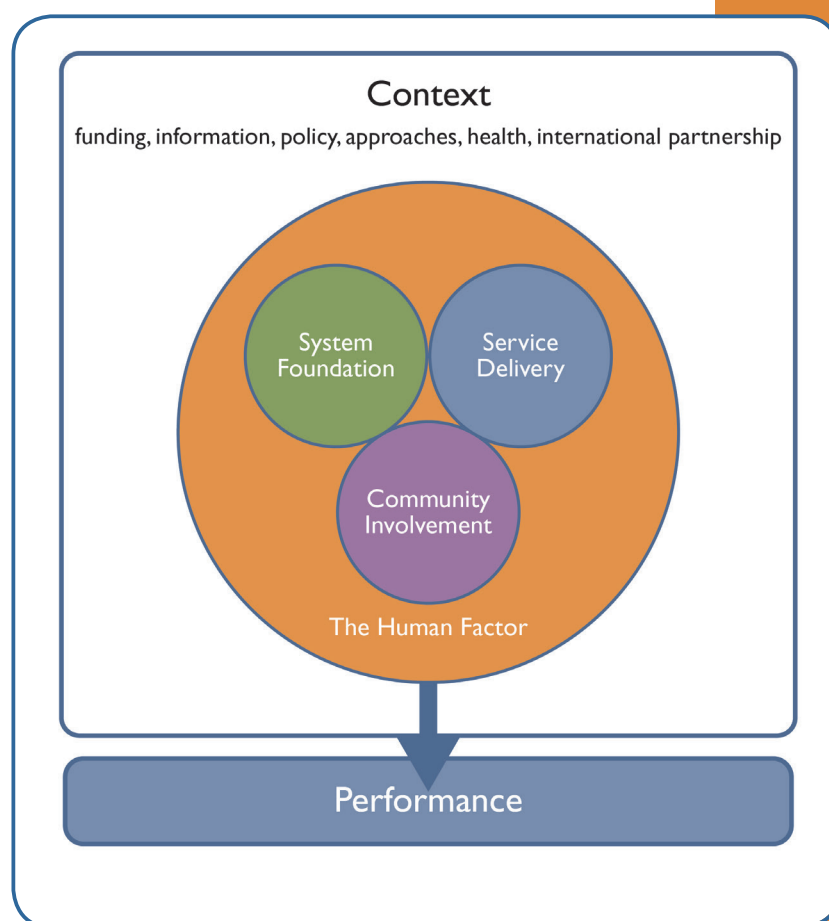 Context
funding, information, policy, approaches, health, international partnership
System
Foundation
Service
Delivery
Community
Involvement
The Human Factor
Performance